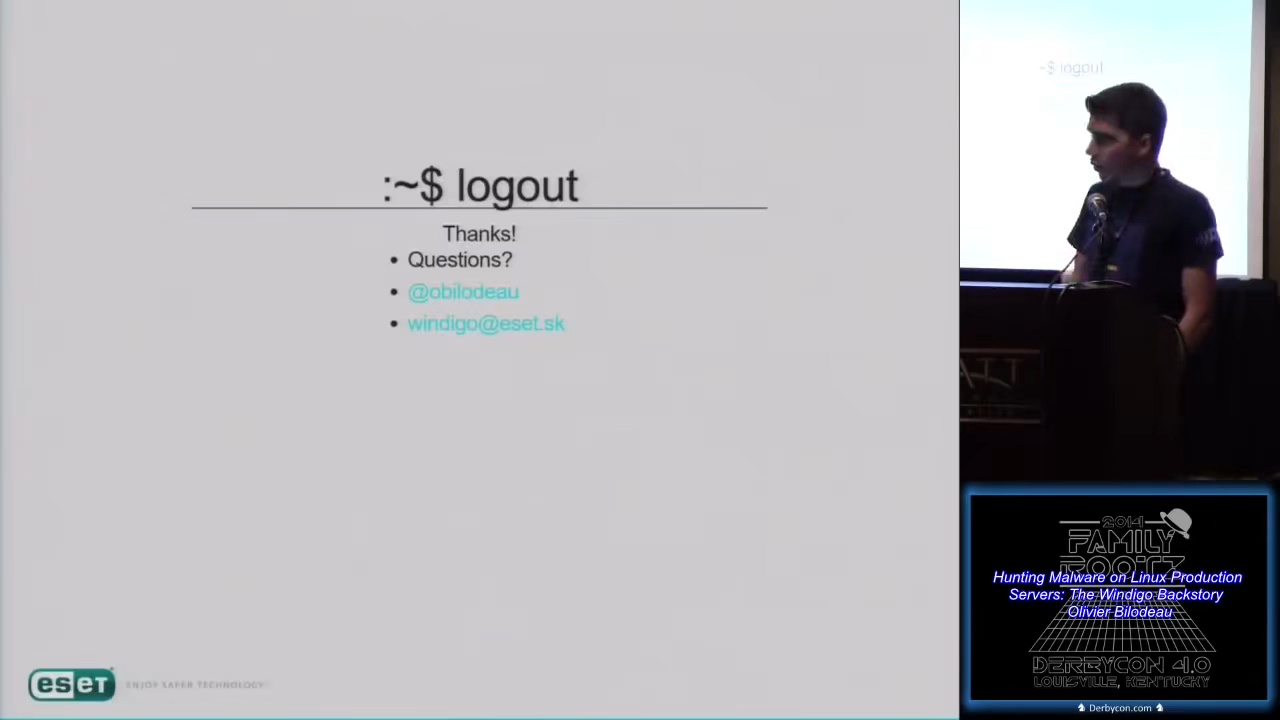 :~$ logout
Thanks!
• Questions?
• @obilodeau
• windigo@eset.sk
eset ENJOY SAFER TECHNOLOGY
~$ logout
2014
FAMILY
ROOTZ
Hunting Malware on Linux Production
Servers: The Windigo Backstory
Olivier Bilodeau
DERBYCON 4.0
LOUISVILLE, KENTUCKY
Derbycon.com